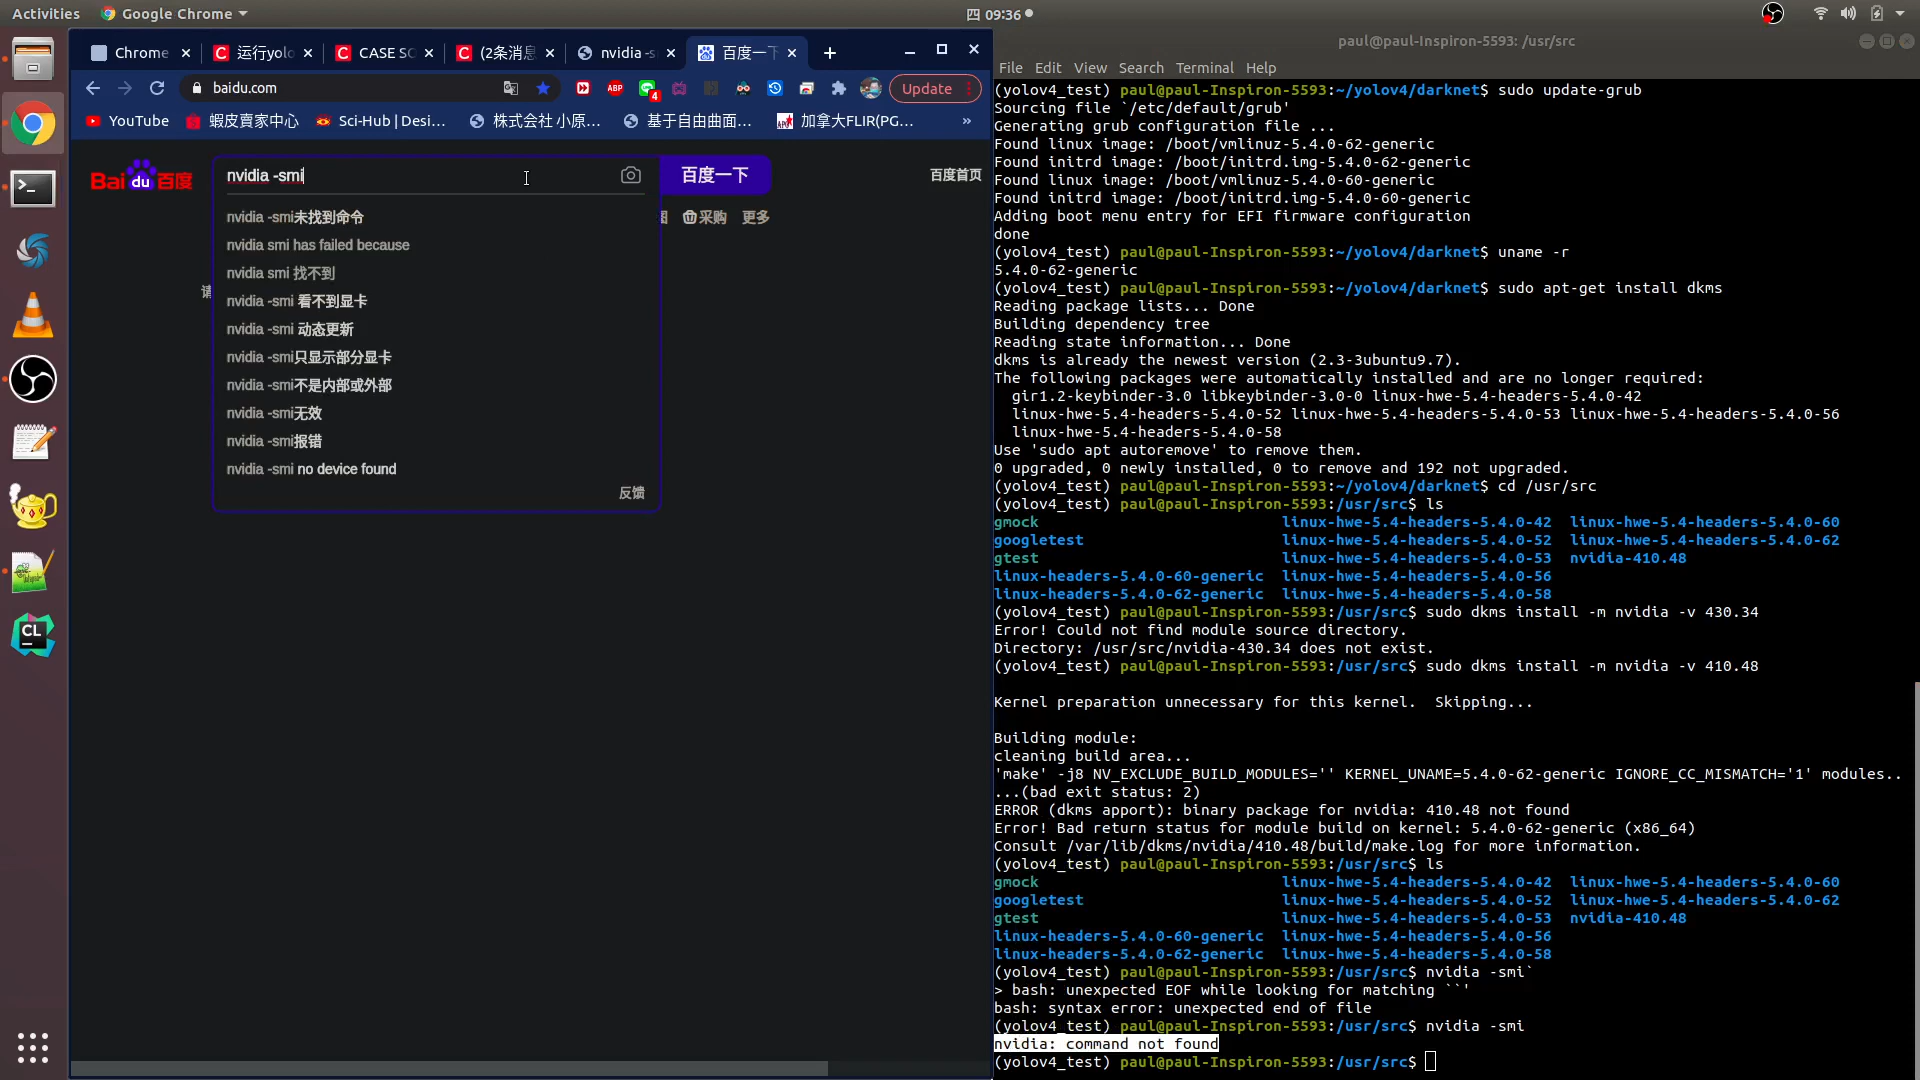 Activities
Google Chrome
四 09:36
Chrome
运行yolo
CASE SC
(2条消息
nvidia -s
百度一下
baidu.com
ABP
4
Update
YouTube
蝦皮賣家中心
Sci-Hub | Desi...
株式会社 小原...
基于自由曲面...
加拿大FLIR(PG...
»
Bai du 百度
nvidia -smi
百度一下
百度首页
采购
更多
请
nvidia -smi未找到命令
nvidia smi has failed because
nvidia smi 找不到
nvidia -smi 看不到显卡
nvidia -smi 动态更新
nvidia -smi只显示部分显卡
nvidia -smi不是内部或外部
nvidia -smi无效
nvidia -smi报错
nvidia -smi no device found
反馈
CL
paul@paul-Inspiron-5593: /usr/src
File Edit View Search Terminal Help
(yolov4_test) paul@paul-Inspiron-5593:~/yolov4/darknet$ sudo update-grub
Sourcing file `/etc/default/grub'
Generating grub configuration file ...
Found linux image: /boot/vmlinuz-5.4.0-62-generic
Found initrd image: /boot/initrd.img-5.4.0-62-generic
Found linux image: /boot/vmlinuz-5.4.0-60-generic
Found initrd image: /boot/initrd.img-5.4.0-60-generic
Adding boot menu entry for EFI firmware configuration
done
(yolov4_test) paul@paul-Inspiron-5593:~/yolov4/darknet$ uname -r
5.4.0-62-generic
(yolov4_test) paul@paul-Inspiron-5593:~/yolov4/darknet$ sudo apt-get install dkms
Reading package lists... Done
Building dependency tree
Reading state information... Done
dkms is already the newest version (2.3-3ubuntu9.7).
The following packages were automatically installed and are no longer required:
gir1.2-keybinder-3.0 libkeybinder-3.0-0 linux-hwe-5.4-headers-5.4.0-42
linux-hwe-5.4-headers-5.4.0-52 linux-hwe-5.4-headers-5.4.0-53 linux-hwe-5.4-headers-5.4.0-56
linux-hwe-5.4-headers-5.4.0-58
Use 'sudo apt autoremove' to remove them.
0 upgraded, 0 newly installed, 0 to remove and 192 not upgraded.
(yolov4_test) paul@paul-Inspiron-5593:~/yolov4/darknet$ cd /usr/src
(yolov4_test) paul@paul-Inspiron-5593:/usr/src$ ls
gmock linux-hwe-5.4-headers-5.4.0-42 linux-hwe-5.4-headers-5.4.0-60
googletest linux-hwe-5.4-headers-5.4.0-52 linux-hwe-5.4-headers-5.4.0-62
gtest linux-hwe-5.4-headers-5.4.0-53 nvidia-410.48
linux-headers-5.4.0-60-generic linux-hwe-5.4-headers-5.4.0-56
linux-headers-5.4.0-62-generic linux-hwe-5.4-headers-5.4.0-58
(yolov4_test) paul@paul-Inspiron-5593:/usr/src$ sudo dkms install -m nvidia -v 430.34
Error! Could not find module source directory.
Directory: /usr/src/nvidia-430.34 does not exist.
(yolov4_test) paul@paul-Inspiron-5593:/usr/src$ sudo dkms install -m nvidia -v 410.48
Kernel preparation unnecessary for this kernel. Skipping...
Building module:
cleaning build area...
'make' -j8 NV_EXCLUDE_BUILD_MODULES='' KERNEL_UNAME=5.4.0-62-generic IGNORE_CC_MISMATCH='1' modules..
...(bad exit status: 2)
ERROR (dkms apport): binary package for nvidia: 410.48 not found
Error! Bad return status for module build on kernel: 5.4.0-62-generic (x86_64)
Consult /var/lib/dkms/nvidia/410.48/build/make.log for more information.
(yolov4_test) paul@paul-Inspiron-5593:/usr/src$ ls
gmock linux-hwe-5.4-headers-5.4.0-42 linux-hwe-5.4-headers-5.4.0-60
googletest linux-hwe-5.4-headers-5.4.0-52 linux-hwe-5.4-headers-5.4.0-62
gtest linux-hwe-5.4-headers-5.4.0-53 nvidia-410.48
linux-headers-5.4.0-60-generic linux-hwe-5.4-headers-5.4.0-56
linux-headers-5.4.0-62-generic linux-hwe-5.4-headers-5.4.0-58
(yolov4_test) paul@paul-Inspiron-5593:/usr/src$ nvidia -smi`
> bash: unexpected EOF while looking for matching ``'
bash: syntax error: unexpected end of file
(yolov4_test) paul@paul-Inspiron-5593:/usr/src$ nvidia -smi
nvidia: command not found
(yolov4_test) paul@paul-Inspiron-5593:/usr/src$